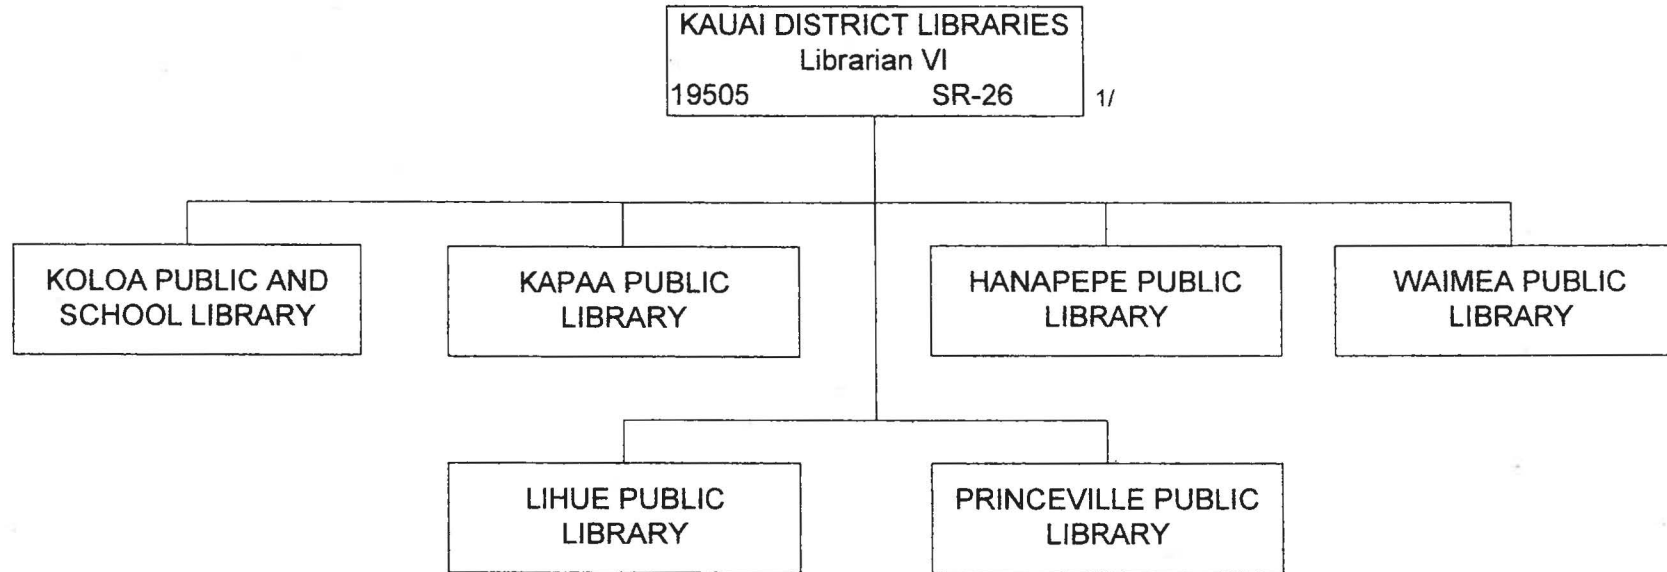 KAUAI DISTRICT LIBRARIES
Librarian VI
19505 SR-26 1/
KOLOA PUBLIC AND
SCHOOL LIBRARY
KAPAA PUBLIC
LIBRARY
HANAPEPE PUBLIC
LIBRARY
WAIMEA PUBLIC
LIBRARY
LIHUE PUBLIC
LIBRARY
PRINCEVILLE PUBLIC
LIBRARY